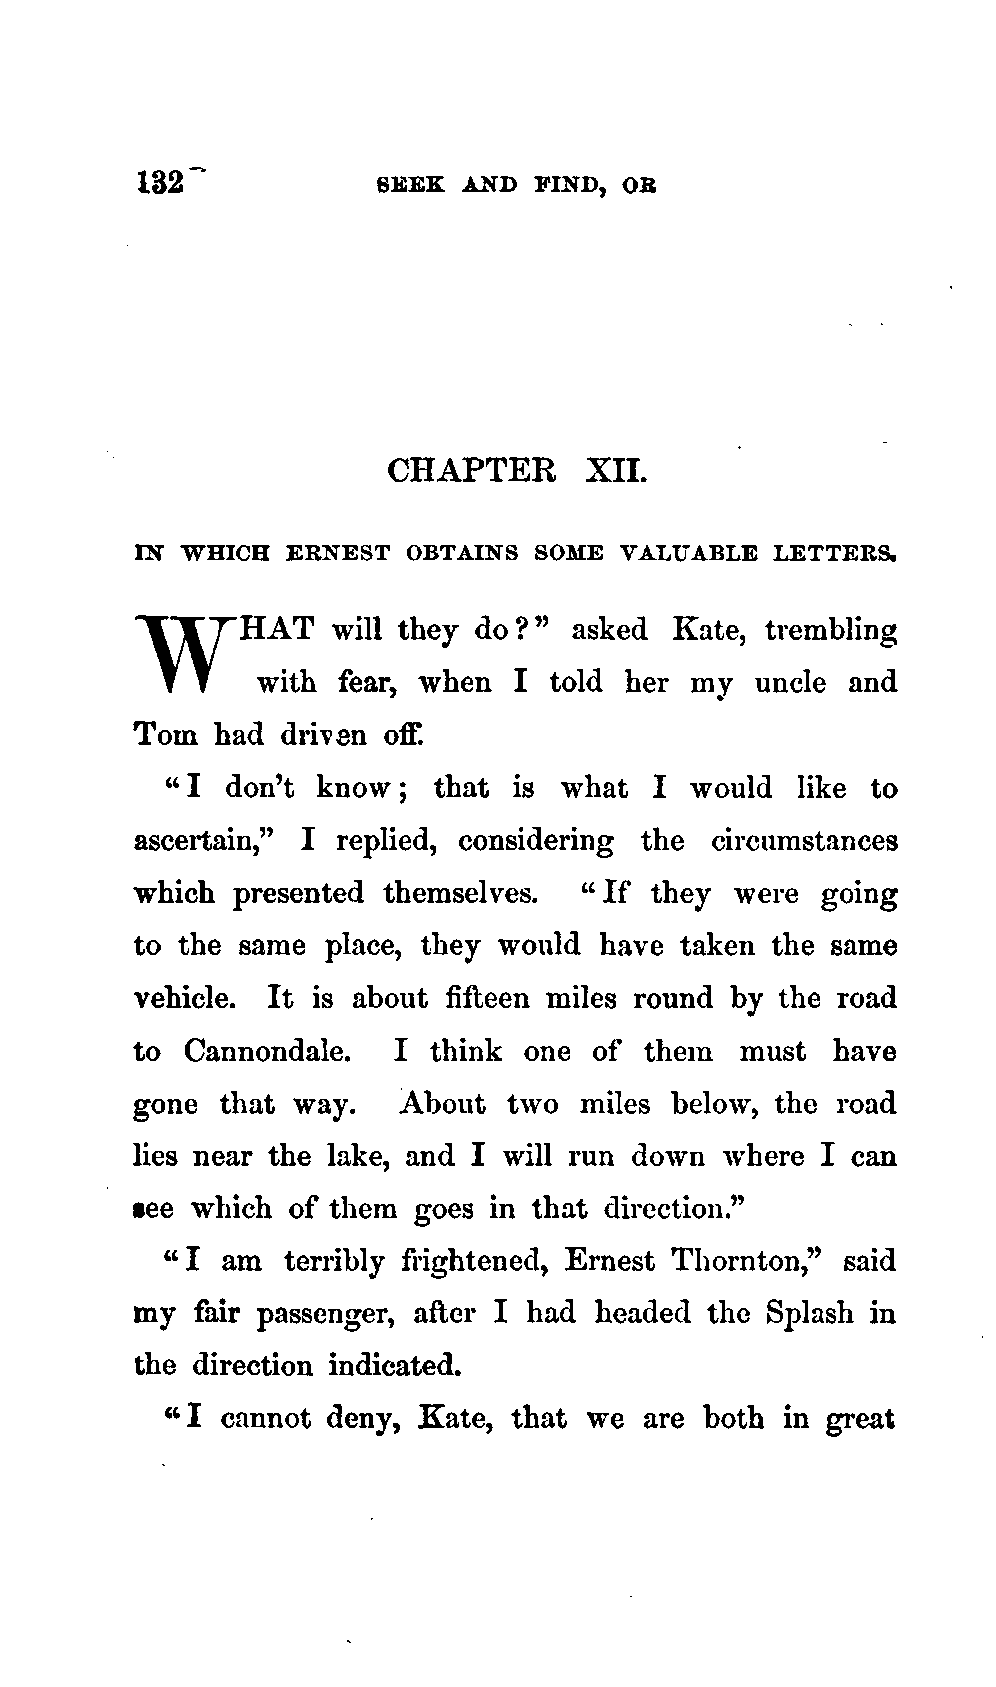 132 SEEK AND FIND, OR
CHAPTER XII.
IN WHICH ERNEST OBTAINS SOME VALUABLE LETTERS.
WHAT will they do?" asked Kate, trembling
with fear, when I told her my uncle and
Tom had driven off.
"I don't know; that is what I would like to
ascertain," I replied, considering the circumstances
which presented themselves. "If they were going
to the same place, they would have taken the same
vehicle. It is about fifteen miles round by the road
to Cannondale. I think one of them must have
gone that way. About two miles below, the road
lies near the lake, and I will run down where I can
see which of them goes in that direction."
"I am terribly frightened, Ernest Thornton," said
my fair passenger, after I had headed the Splash in
the direction indicated.
"I cannot deny, Kate, that we are both in great